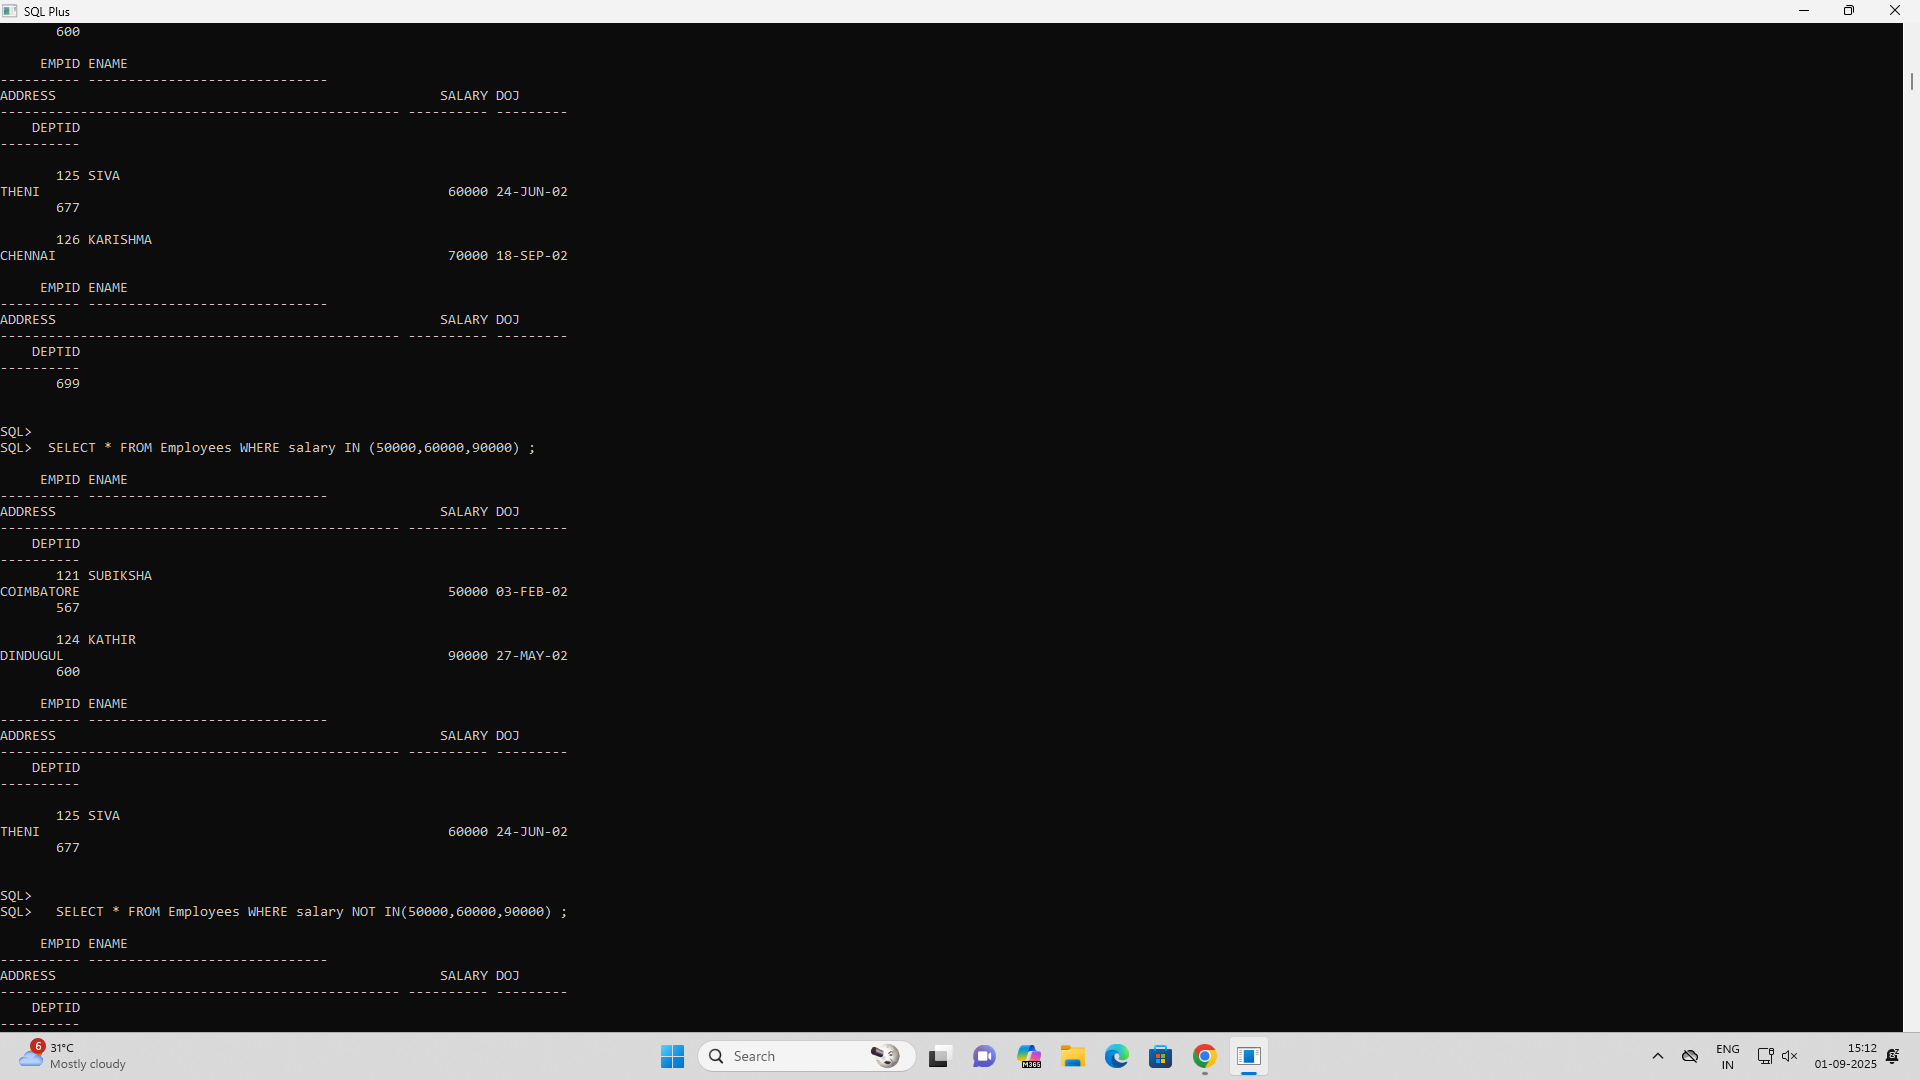 SQL Plus
       600

     EMPID ENAME
---------- ------------------------------
ADDRESS                                                SALARY DOJ
-------------------------------------------------- ---------- ---------
    DEPTID
----------

       125 SIVA
THENI                                                   60000 24-JUN-02
       677

       126 KARISHMA
CHENNAI                                                 70000 18-SEP-02

     EMPID ENAME
---------- ------------------------------
ADDRESS                                                SALARY DOJ
-------------------------------------------------- ---------- ---------
    DEPTID
----------
       699

SQL>
SQL>  SELECT * FROM Employees WHERE salary IN (50000,60000,90000) ;

     EMPID ENAME
---------- ------------------------------
ADDRESS                                                SALARY DOJ
-------------------------------------------------- ---------- ---------
    DEPTID
----------
       121 SUBIKSHA
COIMBATORE                                              50000 03-FEB-02
       567

       124 KATHIR
DINDUGUL                                                90000 27-MAY-02
       600

     EMPID ENAME
---------- ------------------------------
ADDRESS                                                SALARY DOJ
-------------------------------------------------- ---------- ---------
    DEPTID
----------

       125 SIVA
THENI                                                   60000 24-JUN-02
       677

SQL>
SQL>   SELECT * FROM Employees WHERE salary NOT IN(50000,60000,90000) ;

     EMPID ENAME
---------- ------------------------------
ADDRESS                                                SALARY DOJ
-------------------------------------------------- ---------- ---------
    DEPTID
----------
6
31°C
Mostly cloudy
Search
M365
ENG
IN
15:12
01-09-2025